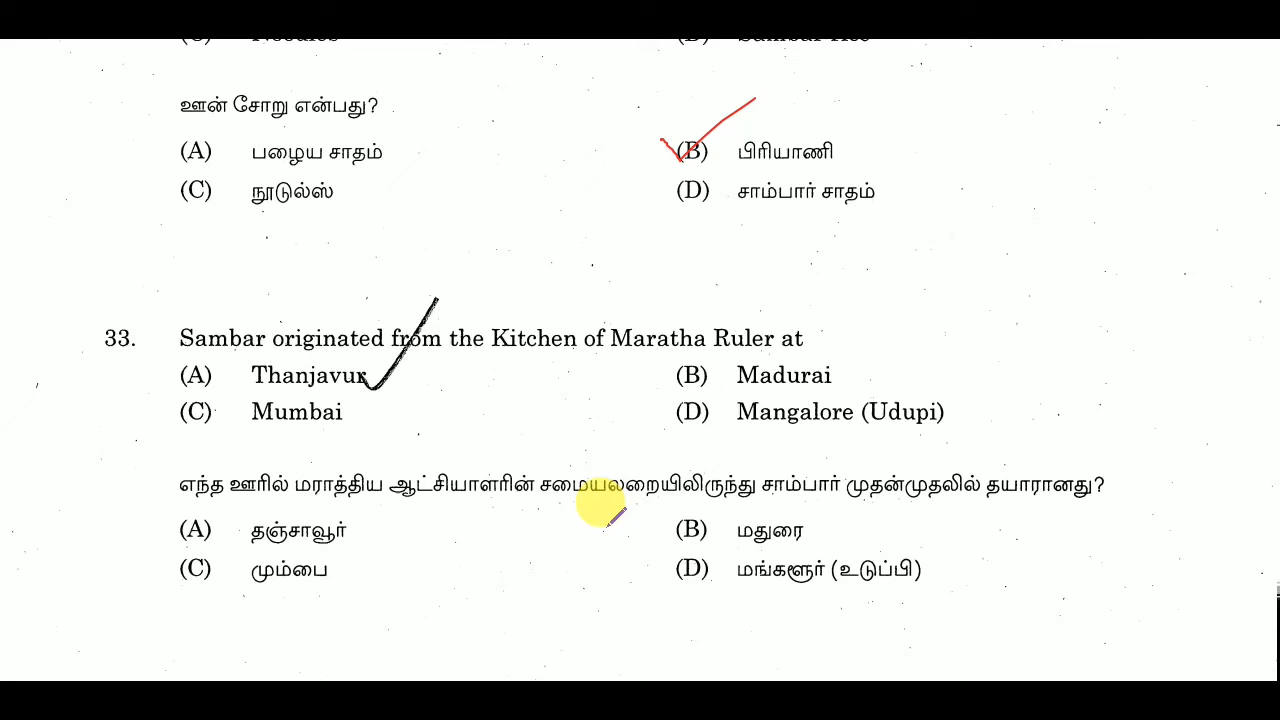 ஊன் சோறு என்பது?
(A) பழைய சாதம் (B) பிரியாணி
(C) நூடுல்ஸ் (D) சாம்பார் சாதம்
33. Sambar originated from the Kitchen of Maratha Ruler at
(A) Thanjavur (B) Madurai
(C) Mumbai (D) Mangalore (Udupi)
எந்த ஊரில் மராத்திய ஆட்சியாளரின் சமையலறையிலிருந்து சாம்பார் முதன்முதலில் தயாரானது?
(A) தஞ்சாவூர் (B) மதுரை
(C) மும்பை (D) மங்களூர் (உடுப்பி)